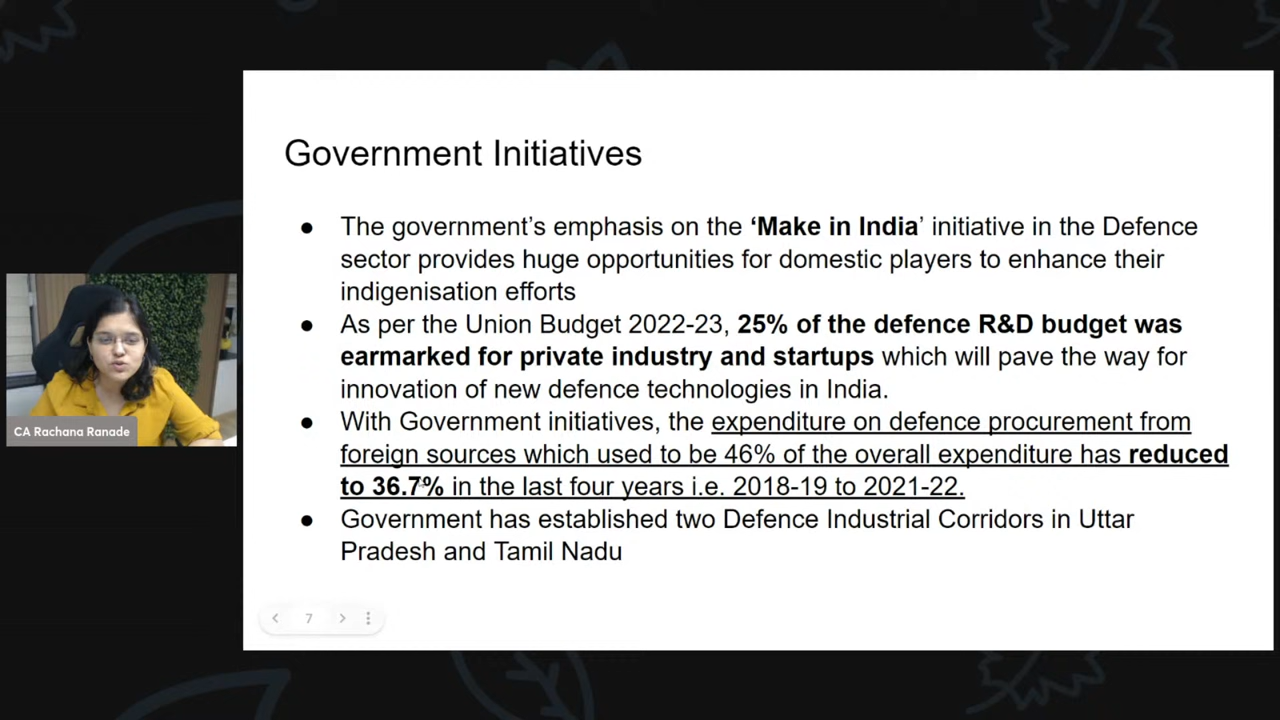 Government Initiatives
● The government’s emphasis on the ‘Make in India’ initiative in the Defence
sector provides huge opportunities for domestic players to enhance their
indigenisation efforts
● As per the Union Budget 2022-23, 25% of the defence R&D budget was
earmarked for private industry and startups which will pave the way for
innovation of new defence technologies in India.
● With Government initiatives, the expenditure on defence procurement from
foreign sources which used to be 46% of the overall expenditure has reduced
to 36.7% in the last four years i.e. 2018-19 to 2021-22.
● Government has established two Defence Industrial Corridors in Uttar
Pradesh and Tamil Nadu
CA Rachana Ranade
7